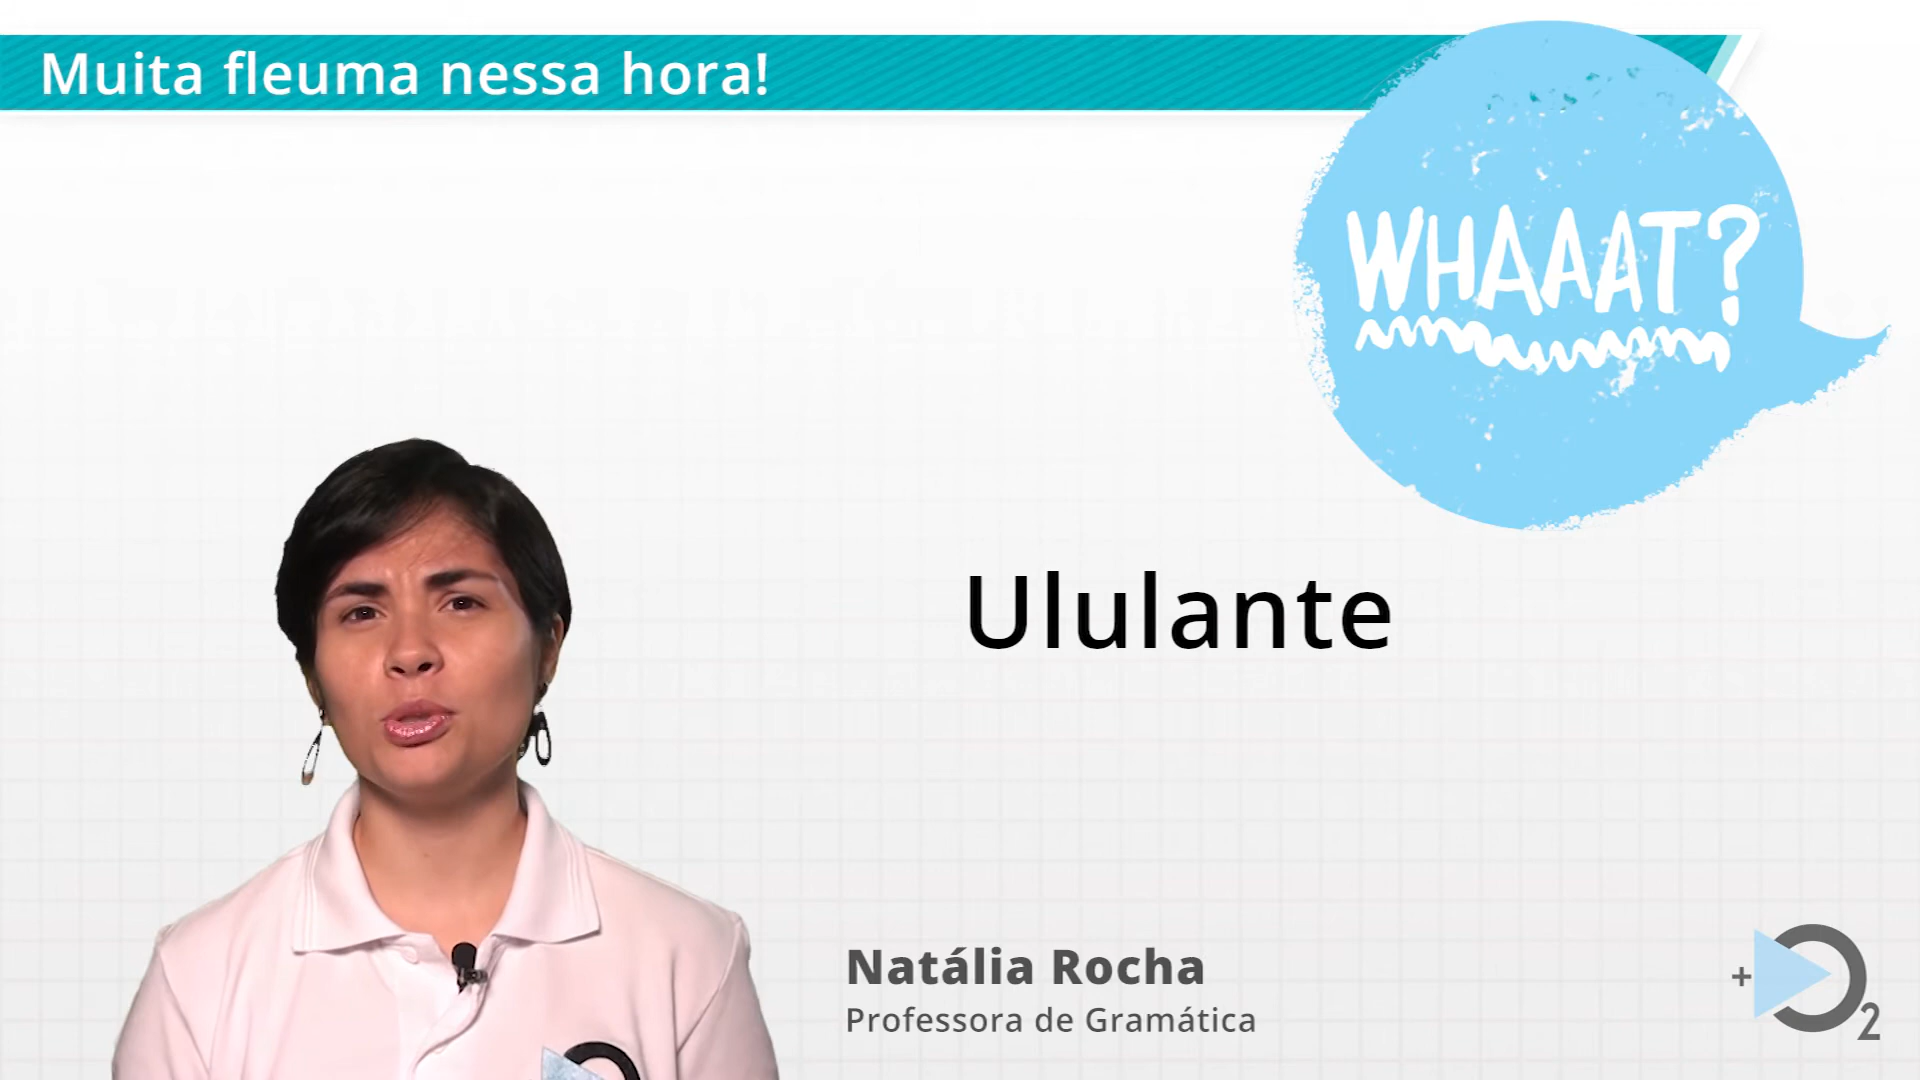 Muita fleuma nessa hora!
WHAAAT?
Ululante
Natália Rocha
Professora de Gramática
+
2